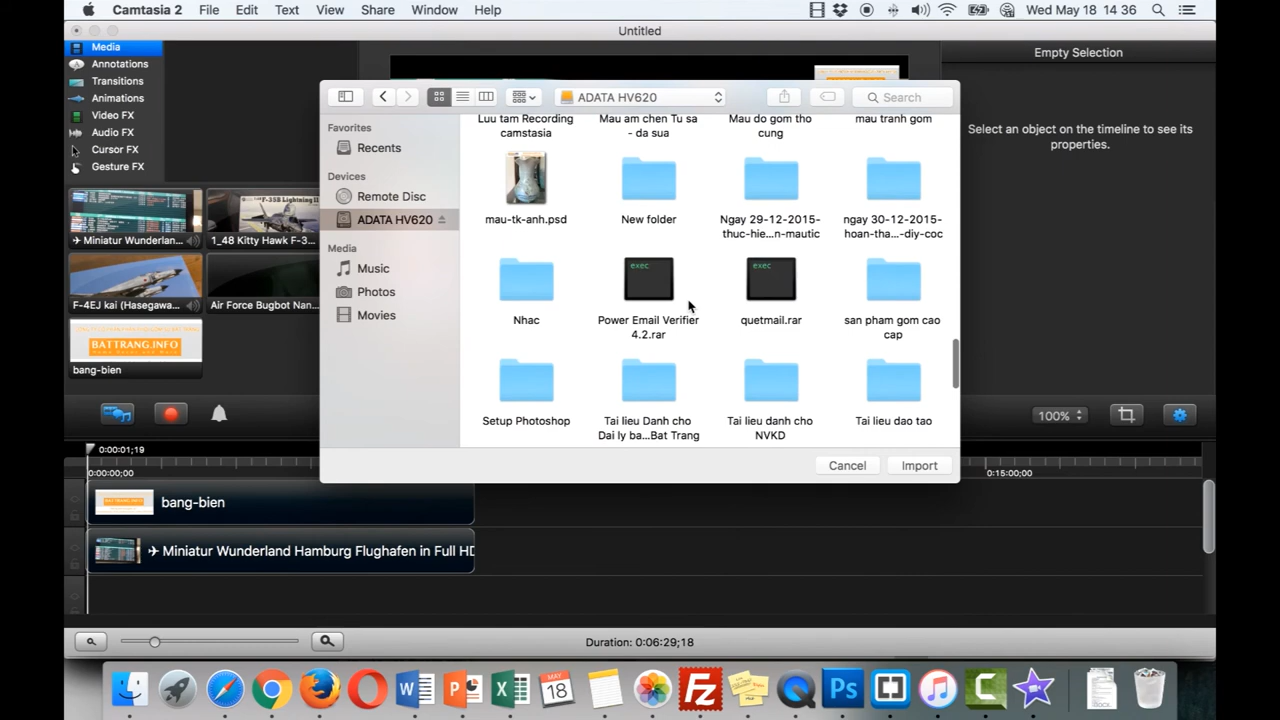 Camtasia 2 File Edit Text View Share Window Help Wed May 18 14 36
Untitled
Media
Annotations
Transitions
Animations
Video FX
Audio FX
Cursor FX
Gesture FX
Empty Selection
Select an object on the timeline to see its
properties.
ADATA HV620
Search
Favorites
Recents
Devices
Remote Disc
ADATA HV620
Media
Music
Photos
Movies
Luu tam Recording
camstasia
Mau am chen Tu sa
- da sua
Mau do gom tho
cung
mau tranh gom
mau-tk-anh.psd
New folder
Ngay 29-12-2015-
thuc-hie...n-mautic
ngay 30-12-2015-
hoan-tha...-diy-coc
Nhac
exec
Power Email Verifier
4.2.rar
exec
quetmail.rar
san pham gom cao
cap
Setup Photoshop
Tai lieu Danh cho
Dai ly ba...Bat Trang
Tai lieu danh cho
NVKD
Tai lieu dao tao
Cancel
Import
✈ Miniatur Wunderlan...
1_48 Kitty Hawk F-3...
F-4EJ kai (Hasegawa...
Air Force Bugbot Nan...
BATTRANG.INFO
bang-bien
100%
0:00:01;19
0:00:00;00
0:15:00;00
bang-bien
✈ Miniatur Wunderland Hamburg Flughafen in Full HD
Duration: 0:06:29;18
MAY
18